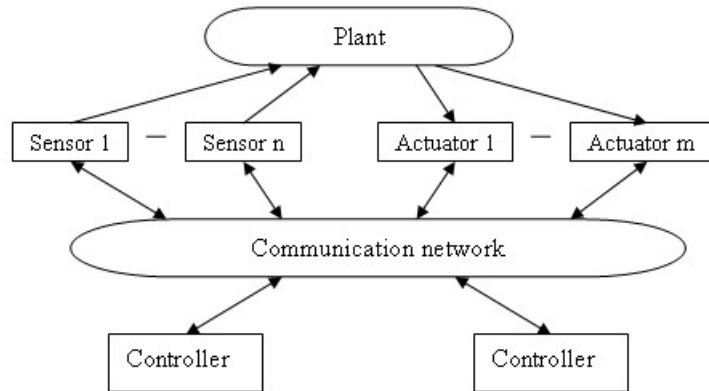 Plant
Sensor 1
Sensor n
Actuator 1
Actuator m
Communication network
Controller
Controller